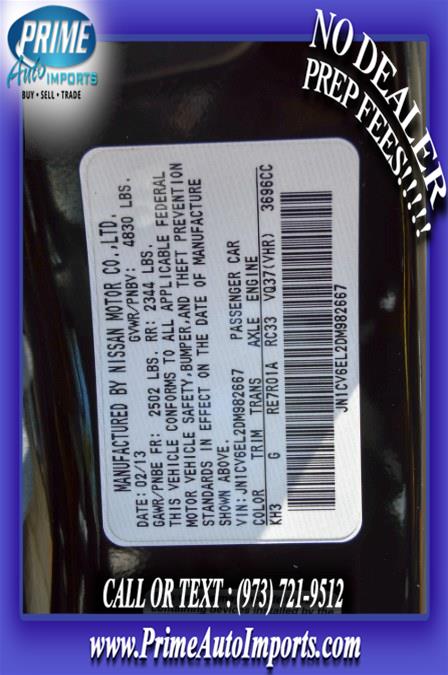 PRIME
Auto IMPORTS
BUY • SELL • TRADE
NO DEALER
PREP FEES!!!!!
MANUFACTURED BY NISSAN MOTOR CO.,LTD.
DATE: 02/13 GVWR/PNBV: 4830 LBS.
GAWR/PNBE FR: 2502 LBS. RR: 2344 LBS.
THIS VEHICLE CONFORMS TO ALL APPLICABLE FEDERAL
MOTOR VEHICLE SAFETY,BUMPER,AND THEFT PREVENTION
STANDARDS IN EFFECT ON THE DATE OF MANUFACTURE
SHOWN ABOVE.
VIN:JN1CV6EL2DM982667 PASSENGER CAR
COLOR TRIM TRANS AXLE ENGINE
KH3 G RE7R01A RC33 VQ37(VHR) 3696CC
JN1CV6EL2DM982667
CALL OR TEXT : (973) 721-9512
www.PrimeAutoImports.com